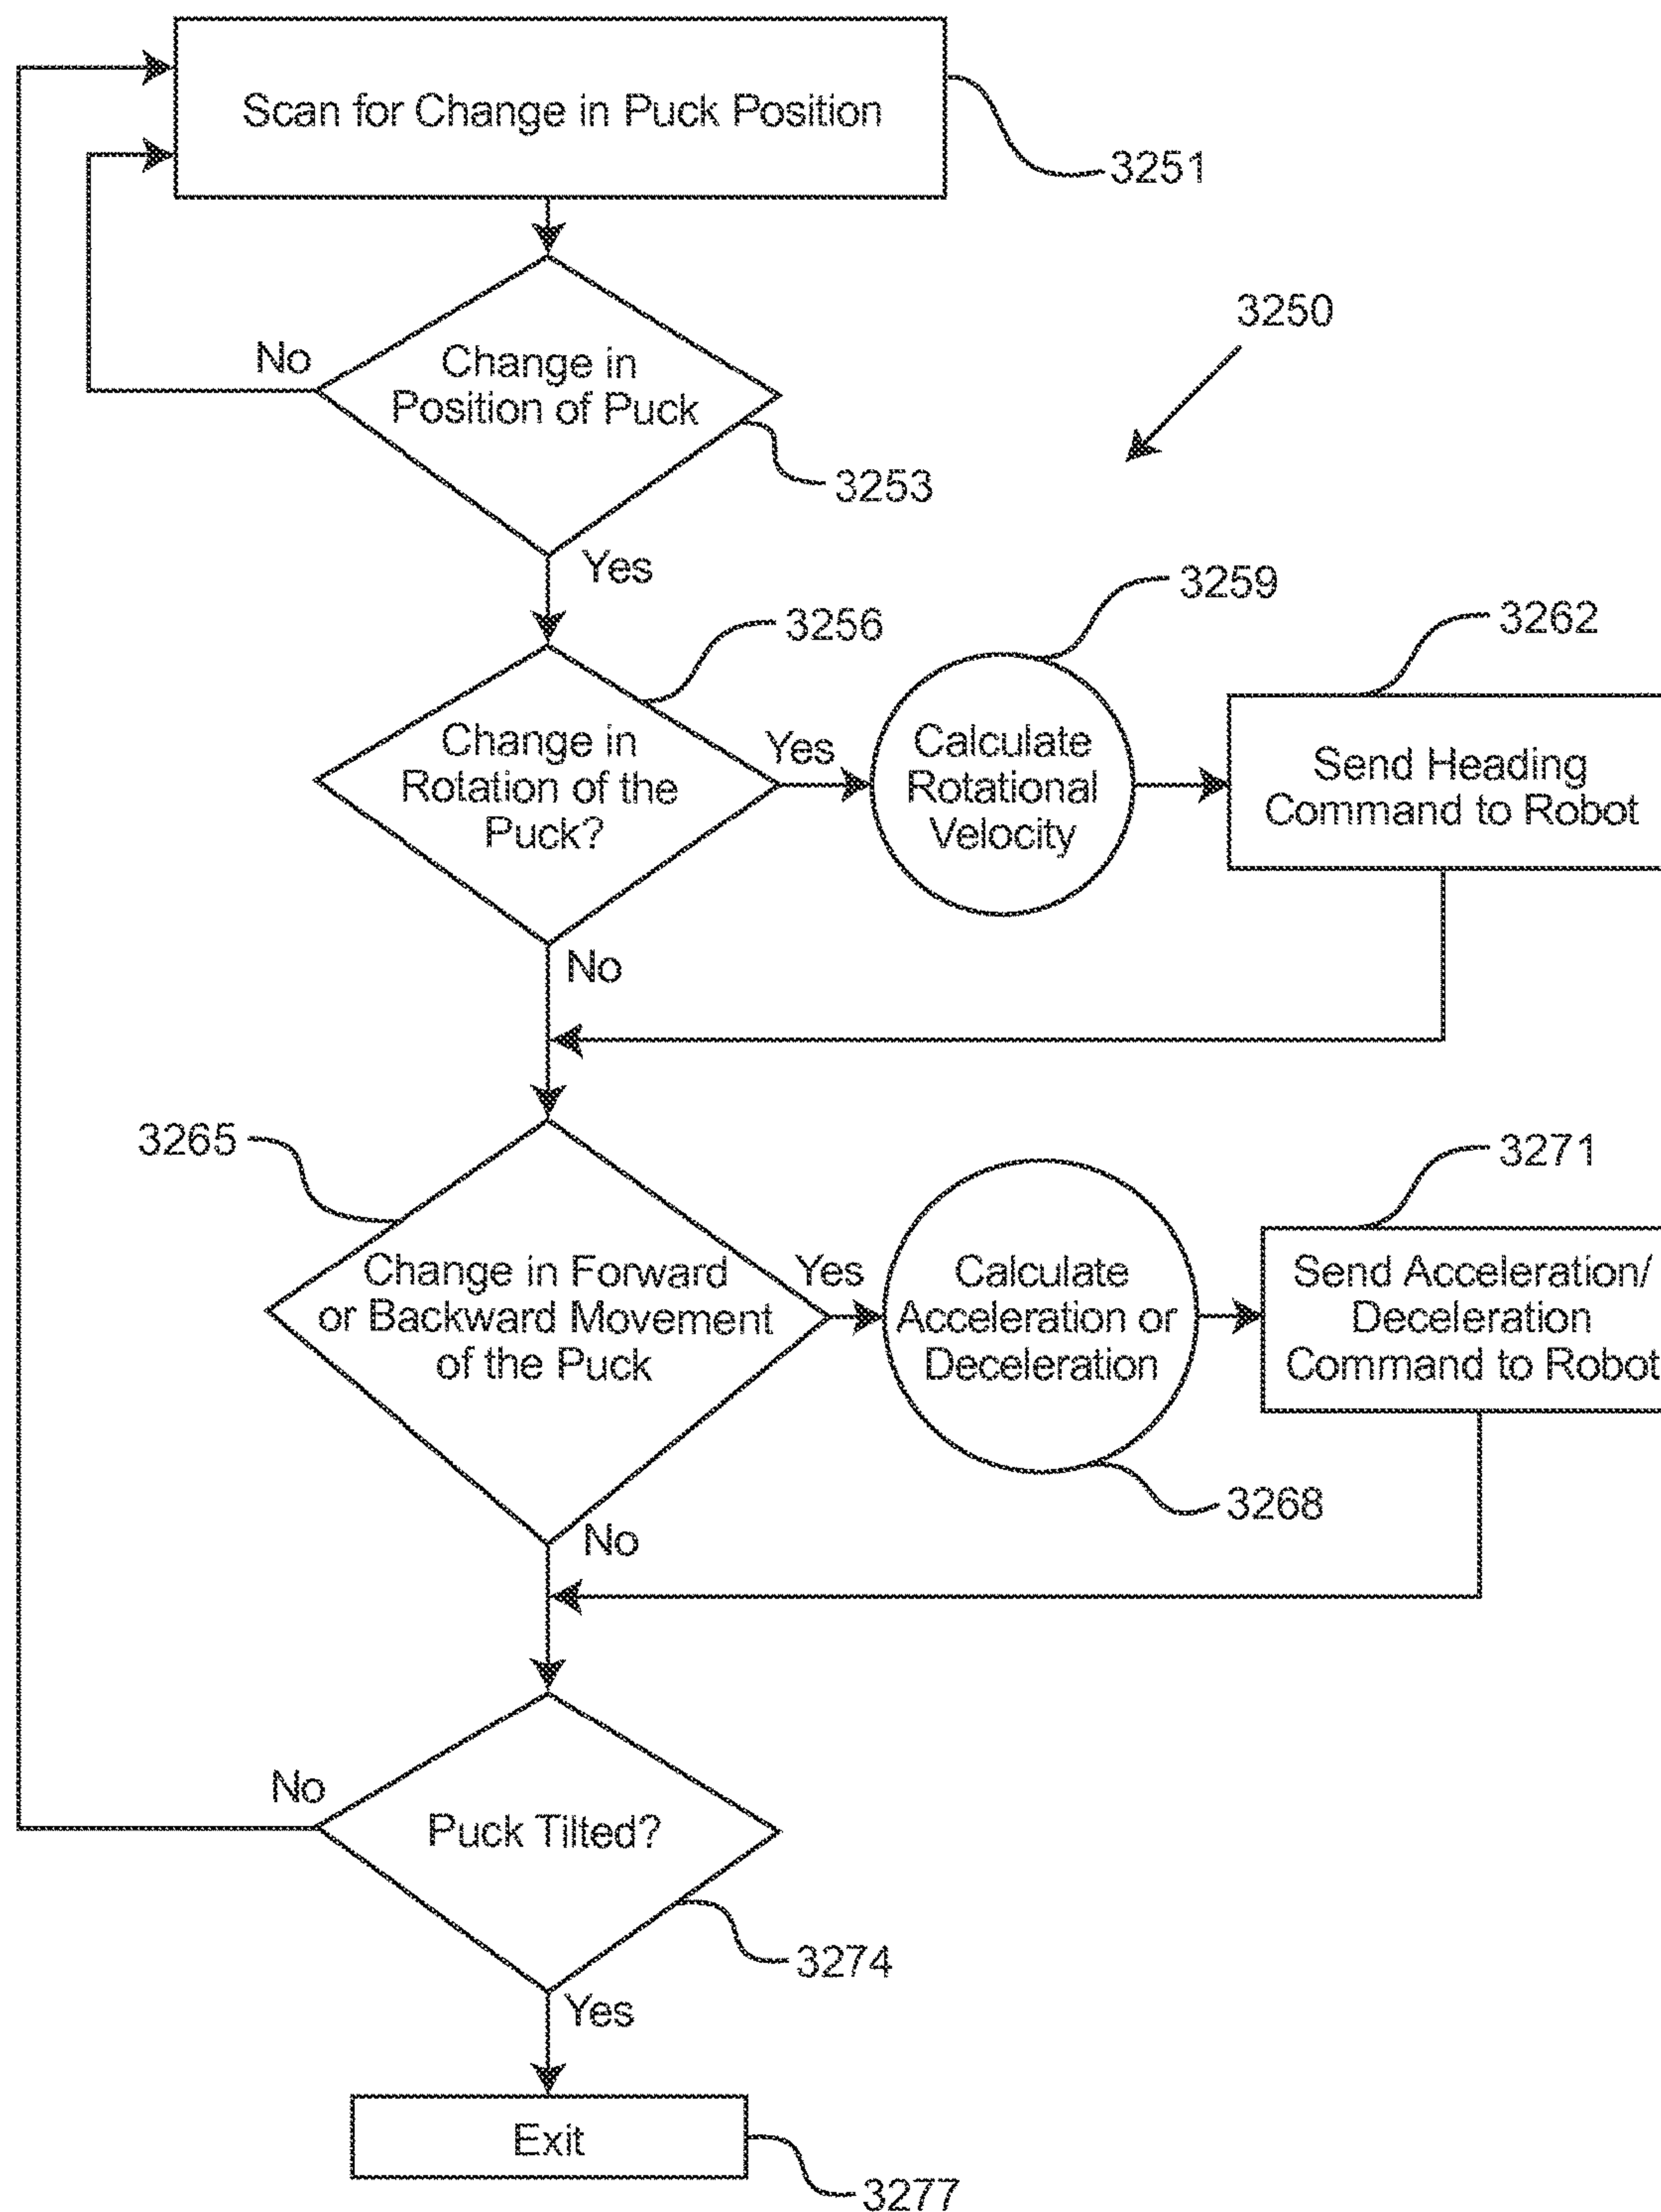 Scan for Change in Puck Position
3251
3250
No
Change in
Position of Puck
3253
Yes
3259
3256
3262
Change in
Rotation of the
Puck?
Yes
Calculate
Rotational
Velocity
Send Heading
Command to Robot
No
3265
3271
Change in Forward
or Backward Movement
of the Puck
Yes
Calculate
Acceleration or
Deceleration
Send Acceleration/
Deceleration
Command to Robot
3268
No
No
Puck Tilted?
3274
Yes
Exit
3277